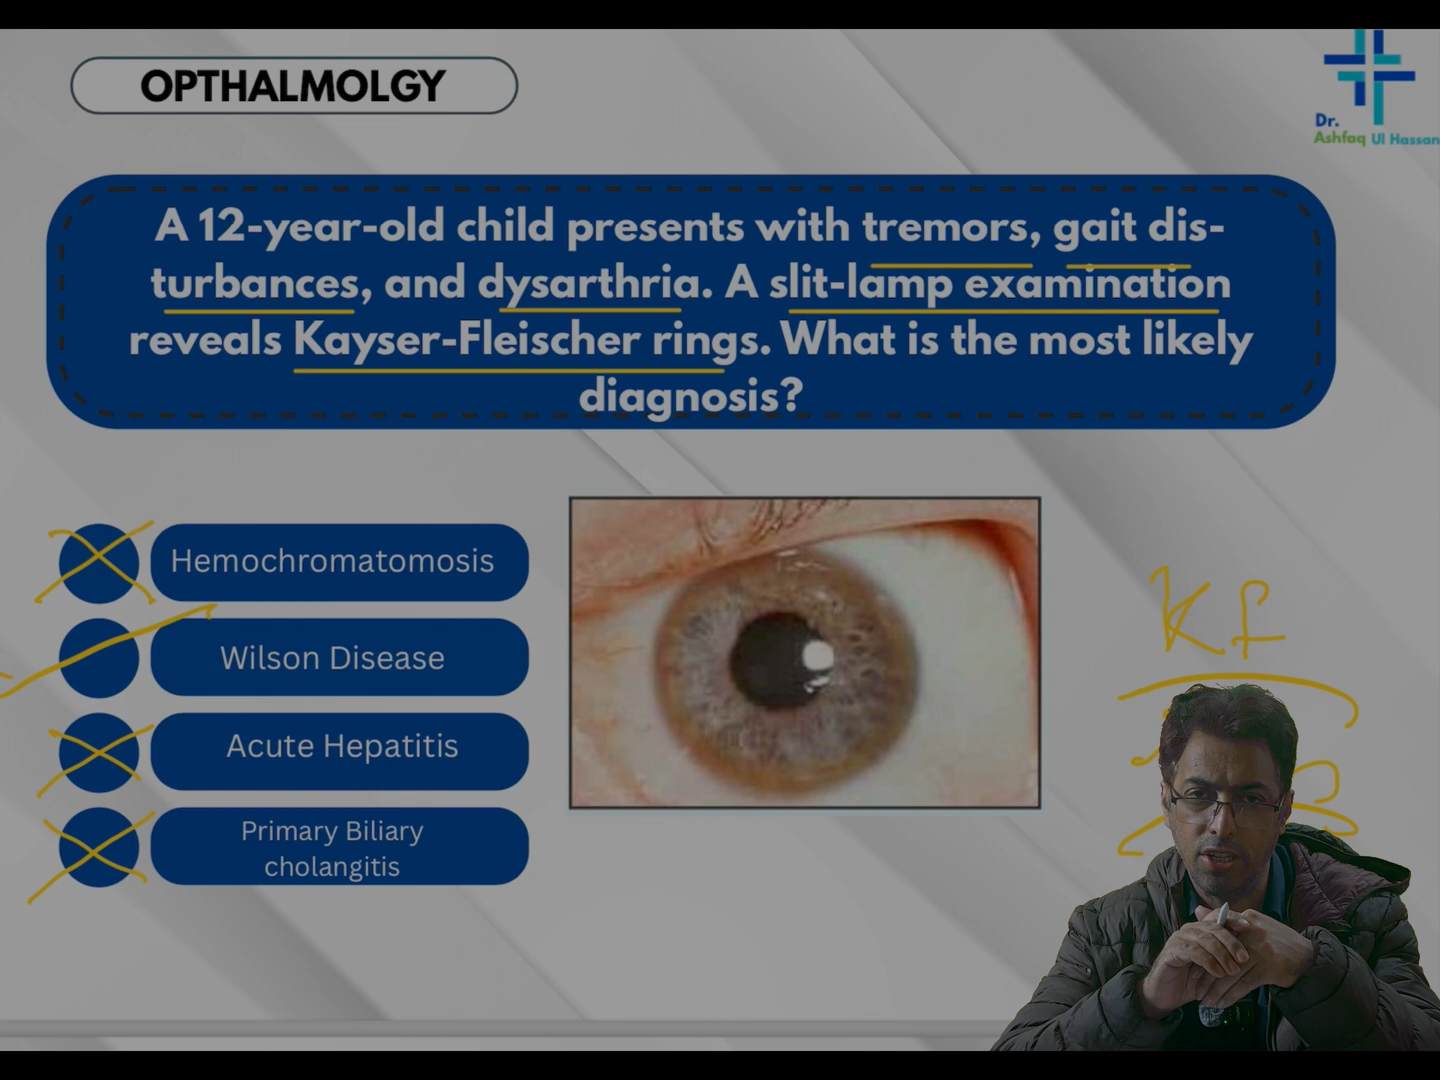 OPTHALMOLGY
Dr.
Ashfaq Ul Hassan
A 12-year-old child presents with tremors, gait dis-
turbances, and dysarthria. A slit-lamp examination
reveals Kayser-Fleischer rings. What is the most likely
diagnosis?
Hemochromatomosis
Wilson Disease
Acute Hepatitis
Primary Biliary
cholangitis
KF